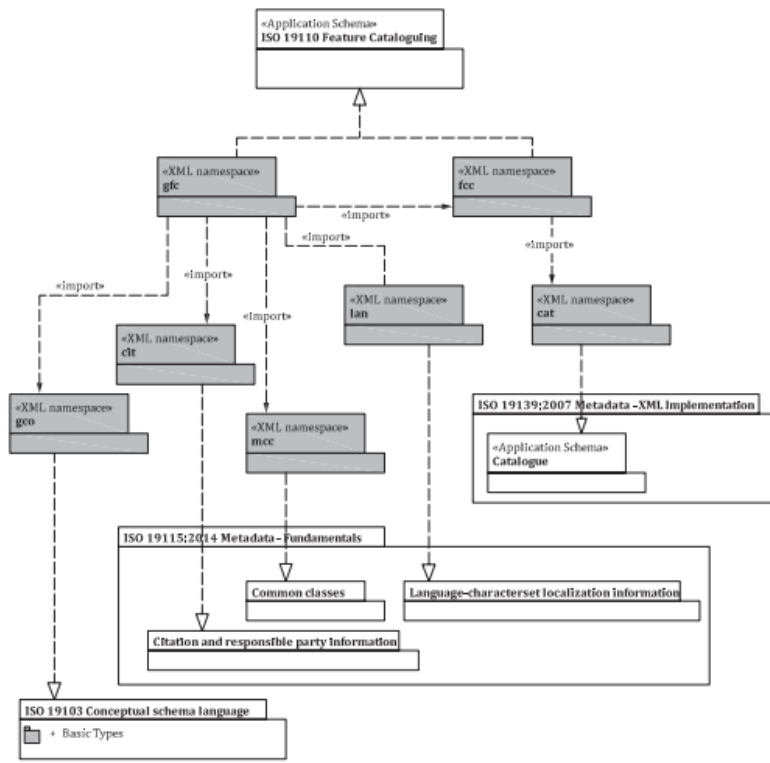 «Application Schema»
ISO 19110 Feature Cataloguing
«XML namespace»
gfc
«XML namespace»
fcc
«import»
«import»
«import»
«import»
«import»
«import»
«XML namespace»
lan
«XML namespace»
cat
«XML namespace»
cit
«XML namespace»
gco
«XML namespace»
mcc
ISO 19139;2007 Metadata –XML Implementation
«Application Schema»
Catalogue
ISO 19115;2014 Metadata – Fundamentals
Common classes
Language-characterset localization information
Citation and responsible party information
ISO 19103 Conceptual schema language
+ Basic Types